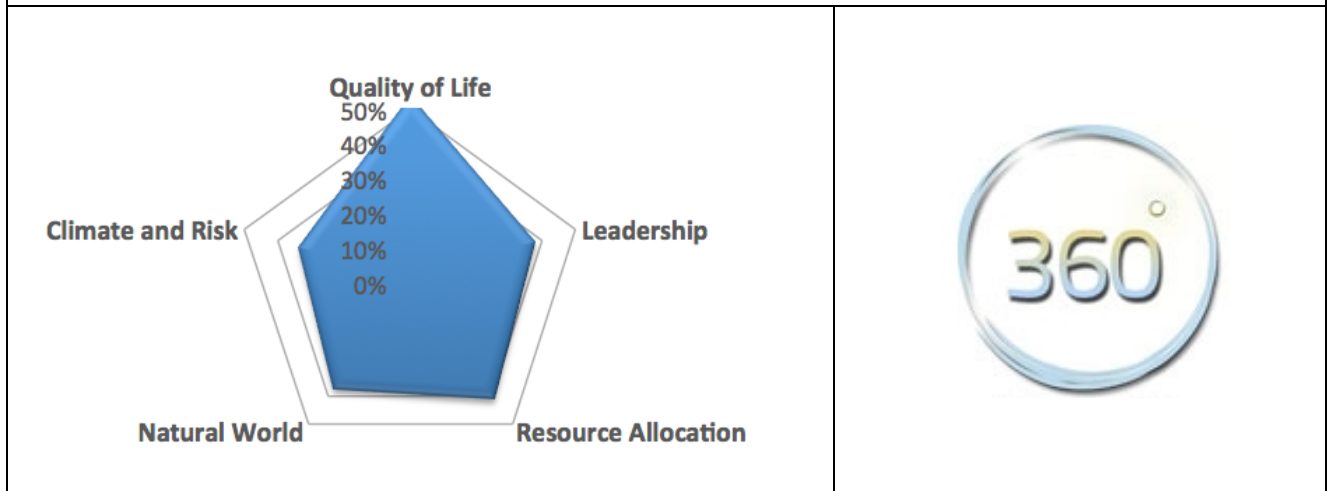 Quality of Life
50%
40%
30%
20%
10%
0%
Climate and Risk
Leadership
Natural World
Resource Allocation
360°